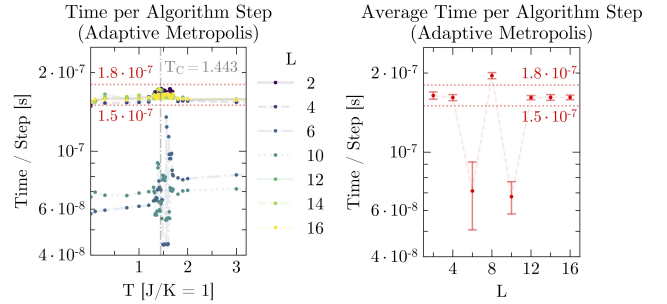 Time per Algorithm Step
(Adaptive Metropolis)
Time / Step [s]
2·10⁻⁷
10⁻⁷
6·10⁻⁸
4·10⁻⁸
1.8·10⁻⁷
1.5·10⁻⁷
T_C = 1.443
1
2
3
T [J/K = 1]
L
2
4
6
10
12
14
16
Average Time per Algorithm Step
(Adaptive Metropolis)
Time / Step [s]
2·10⁻⁷
10⁻⁷
6·10⁻⁸
4·10⁻⁸
1.8·10⁻⁷
1.5·10⁻⁷
0
4
8
12
16
L